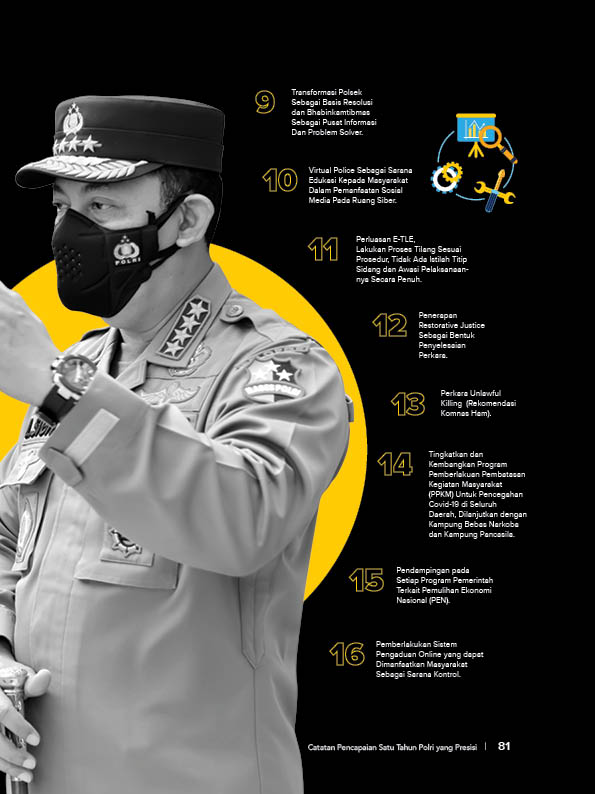 9
Transformasi Polsek
Sebagai Basis Resolusi
dan Bhabinkamtibmas
Sebagai Pusat Informasi
Dan Problem Solver.
10
Virtual Police Sebagai Sarana
Edukasi Kepada Masyarakat
Dalam Pemanfaatan Sosial
Media Pada Ruang Siber.
11
Perluasan E-TLE,
Lakukan Proses Tilang Sesuai
Prosedur, Tidak Ada Istilah Titip
Sidang dan Awasi Pelaksanaan-
nya Secara Penuh.
12
Penerapan
Restorative Justice
Sebagai Bentuk
Penyelesaian
Perkara.
13
Perkara Unlawful
Killing (Rekomendasi
Komnas Ham).
14
Tingkatkan dan
Kembangkan Program
Pemberlakuan Pembatasan
Kegiatan Masyarakat
(PPKM) Untuk Pencegahan
Covid-19 di Seluruh
Daerah, Dilanjutkan dengan
Kampung Bebas Narkoba
dan Kampung Pancasila.
15
Pendampingan pada
Setiap Program Pemerintah
Terkait Pemulihan Ekonomi
Nasional (PEN).
16
Pemberlakukan Sistem
Pengaduan Online yang dapat
Dimanfaatkan Masyarakat
Sebagai Sarana Kontrol.
POLRI
Catatan Pencapaian Satu Tahun Polri yang Presisi | 81